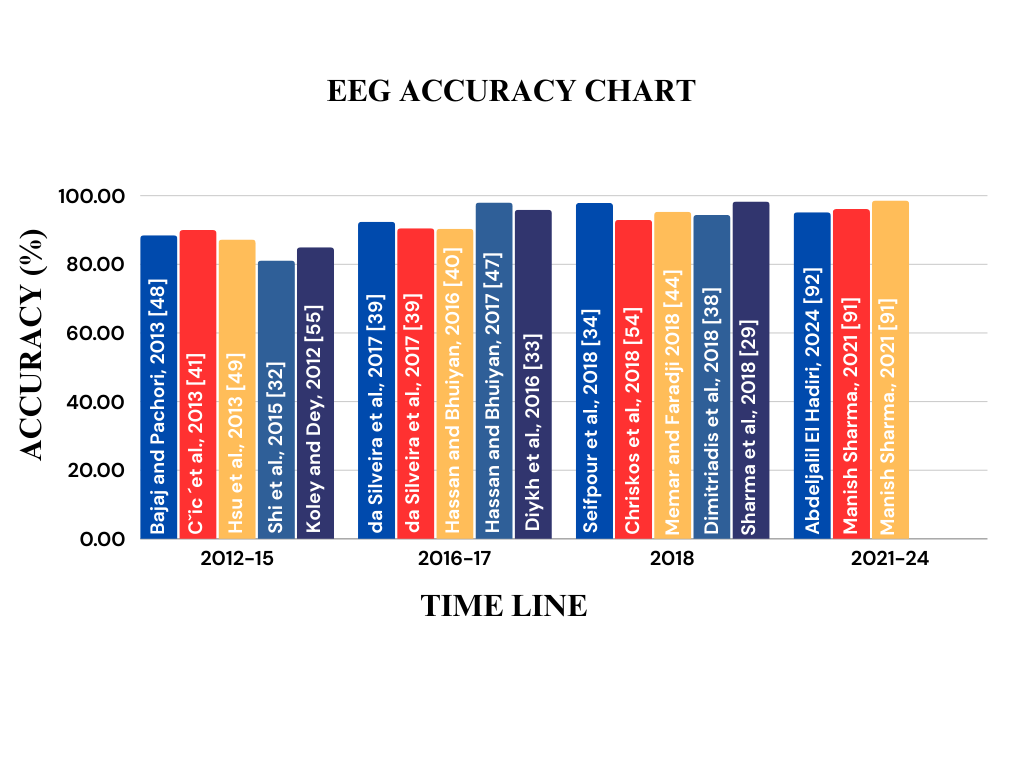 EEG ACCURACY CHART
ACCURACY (%)
100.00
80.00
60.00
40.00
20.00
0.00
Bajaj and Pachori, 2013 [48]
C˘ic ´et al., 2013 [41]
Hsu et al., 2013 [49]
Shi et al., 2015 [32]
Koley and Dey, 2012 [55]
da Silveira et al., 2017 [39]
da Silveira et al., 2017 [39]
Hassan and Bhuiyan, 2016 [40]
Hassan and Bhuiyan, 2017 [47]
Diykh et al., 2016 [33]
Seifpour et al., 2018 [34]
Chriskos et al., 2018 [54]
Memar and Faradji 2018 [44]
Dimitriadis et al., 2018 [38]
Sharma et al., 2018 [29]
Abdeljalil El Hadiri, 2024 [92]
Manish Sharma., 2021 [91]
Manish Sharma., 2021 [91]
2012-15
2016-17
2018
2021-24
TIME LINE